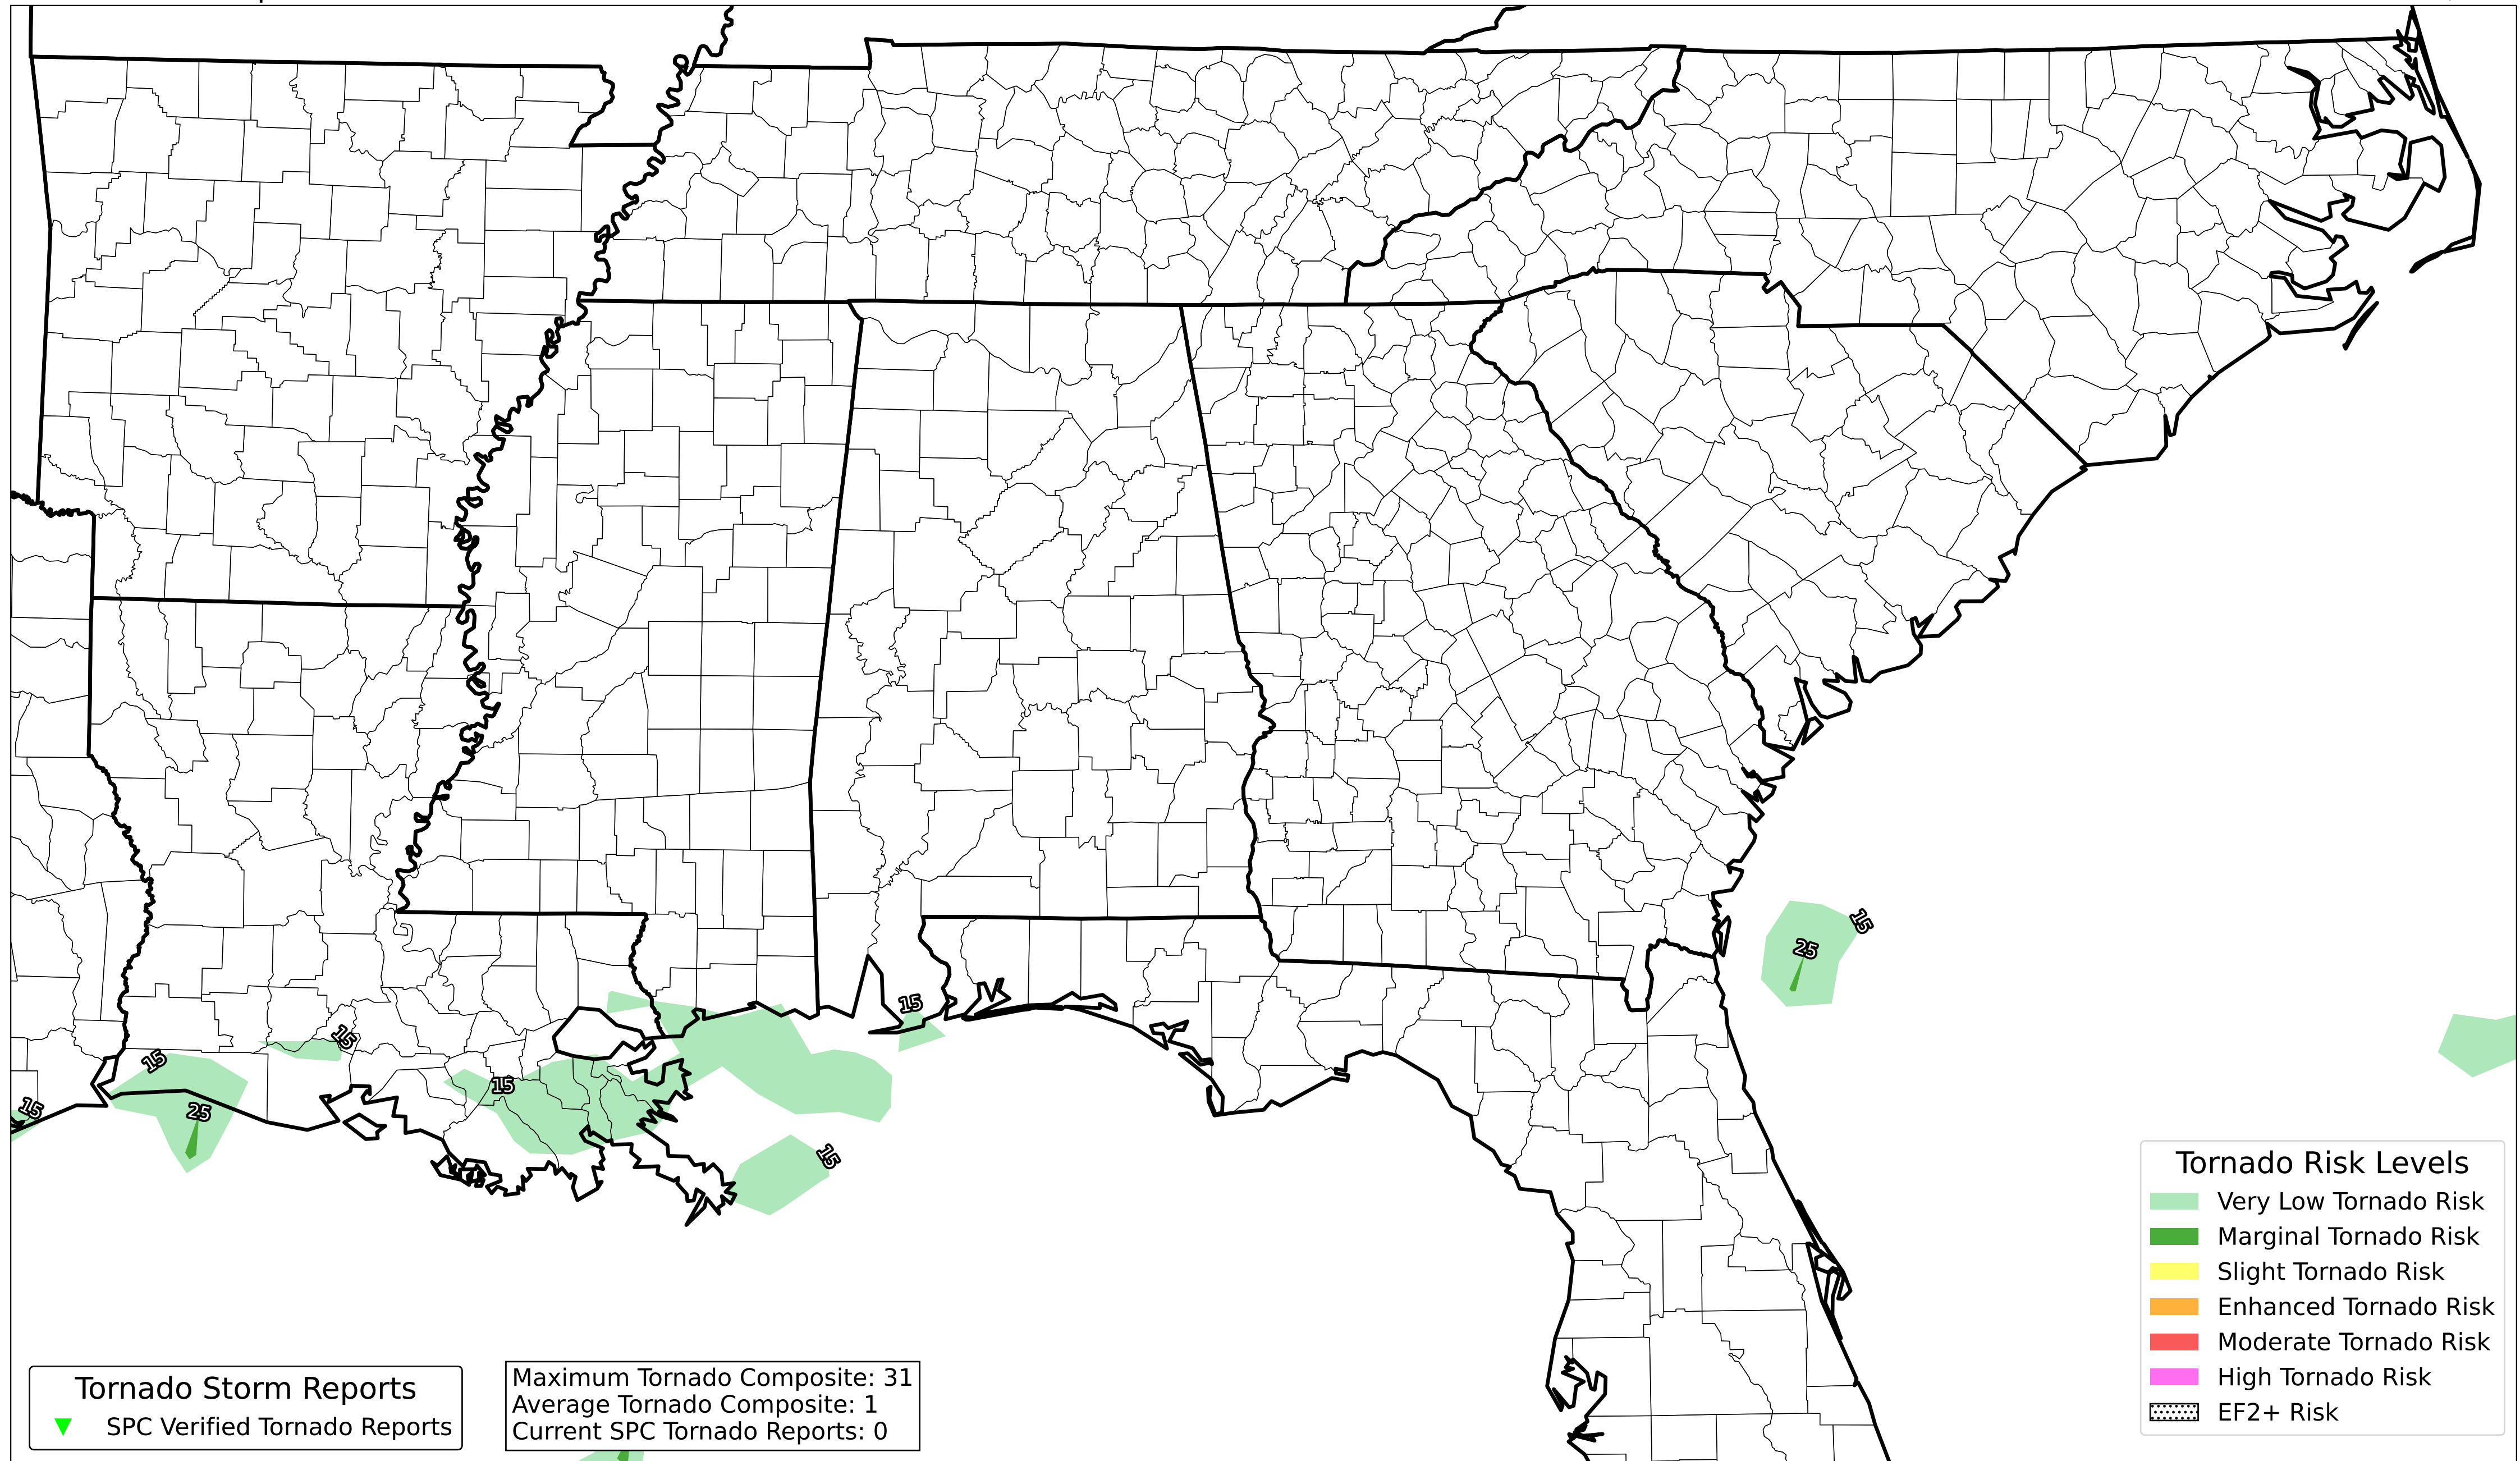 15
25
15
15
15
15
25
15
15
Tornado Risk Levels
Very Low Tornado Risk
Marginal Tornado Risk
Slight Tornado Risk
Enhanced Tornado Risk
Moderate Tornado Risk
High Tornado Risk
EF2+ Risk
Tornado Storm Reports
SPC Verified Tornado Reports
Maximum Tornado Composite: 31
Average Tornado Composite: 1
Current SPC Tornado Reports: 0